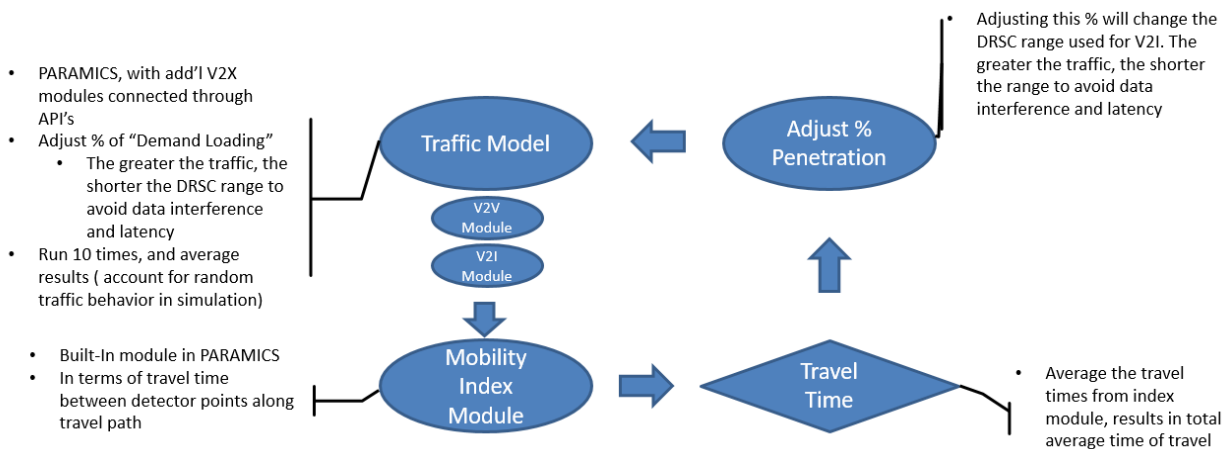 • PARAMICS, with add'l V2X
modules connected through
API's
• Adjust % of “Demand Loading”
• The greater the traffic, the
shorter the DRSC range to
avoid data interference
and latency
• Run 10 times, and average
results ( account for random
traffic behavior in simulation)
Traffic Model
V2V
Module
V2I
Module
Adjust %
Penetration
• Adjusting this % will change the
DRSC range used for V2I. The
greater the traffic, the shorter
the range to avoid data
interference and latency
• Built-In module in PARAMICS
• In terms of travel time
between detector points along
travel path
Mobility
Index
Module
Travel
Time
• Average the travel
times from index
module, results in total
average time of travel